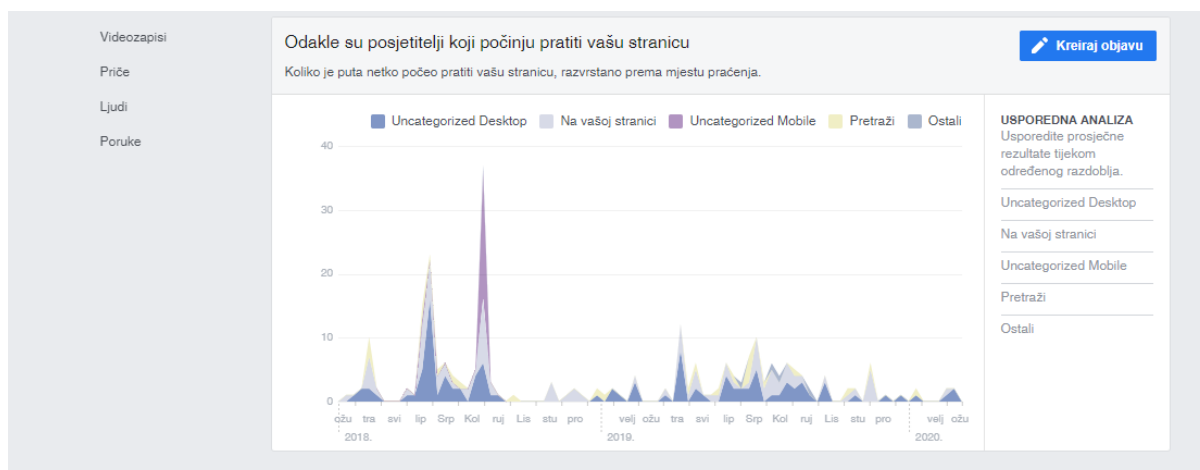 Videozapisi
Priče
Ljudi
Poruke
Odakle su posjetitelji koji počinju pratiti vašu stranicu
Koliko je puta netko počeo pratiti vašu stranicu, razvrstano prema mjestu praćenja.
Kreiraj objavu
Uncategorized Desktop Na vašoj stranici Uncategorized Mobile Pretraži Ostali
40
30
20
10
0
ožu tra svi lip Srp Kol ruj Lis stu pro velj ožu tra svi lip Srp Kol ruj Lis stu pro velj ožu
2018. 2019. 2020.
USPOREDNA ANALIZA
Usporedite prosječne
rezultate tijekom
određenog razdoblja.
Uncategorized Desktop
Na vašoj stranici
Uncategorized Mobile
Pretraži
Ostali